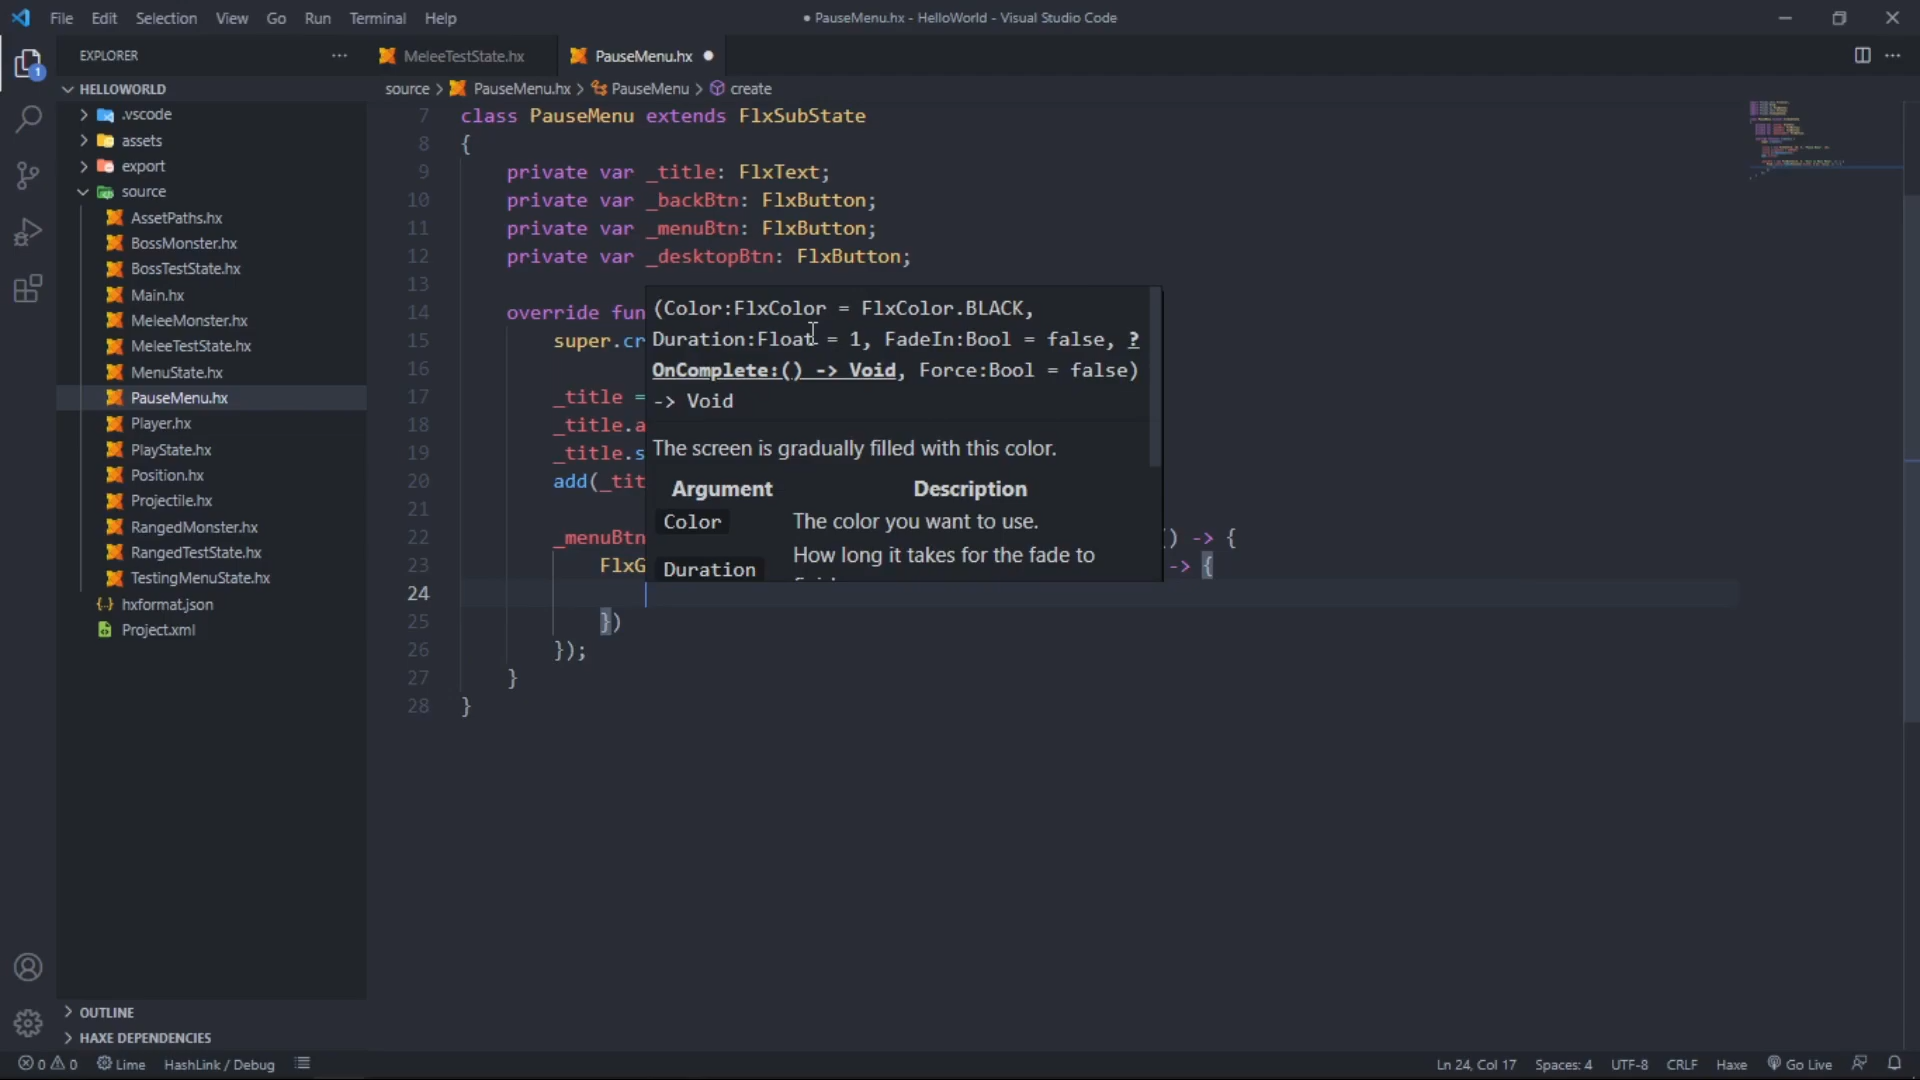 File Edit Selection View Go Run Terminal Help
● PauseMenu.hx - HelloWorld - Visual Studio Code
EXPLORER
MeleeTestState.hx
PauseMenu.hx
HELLOWORLD
source > PauseMenu.hx > PauseMenu > create
1
.vscode
assets
export
source
AssetPaths.hx
BossMonster.hx
BossTestState.hx
Main.hx
MeleeMonster.hx
MeleeTestState.hx
MenuState.hx
PauseMenu.hx
Player.hx
PlayState.hx
Position.hx
Projectile.hx
RangedMonster.hx
RangedTestState.hx
TestingMenuState.hx
hxformat.json
Project.xml
OUTLINE
HAXE DEPENDENCIES
7 class PauseMenu extends FlxSubState
8 {
9 private var _title: FlxText;
10 private var _backBtn: FlxButton;
11 private var _menuBtn: FlxButton;
12 private var _desktopBtn: FlxButton;
13
14 override fun
15 super.cr
16
17 _title =
18 _title.a
19 _title.s
20 add(_tit
21
22 _menuBtn ) -> {
23 FlxG -> {
24
25 })
26 });
27 }
28 }
(Color:FlxColor = FlxColor.BLACK,
Duration:Float = 1, FadeIn:Bool = false, ?
OnComplete:() -> Void, Force:Bool = false)
-> Void
The screen is gradually filled with this color.
Argument Description
Color The color you want to use.
Duration How long it takes for the fade to
0 0 Lime HashLink / Debug
Ln 24, Col 17 Spaces: 4 UTF-8 CRLF Haxe Go Live